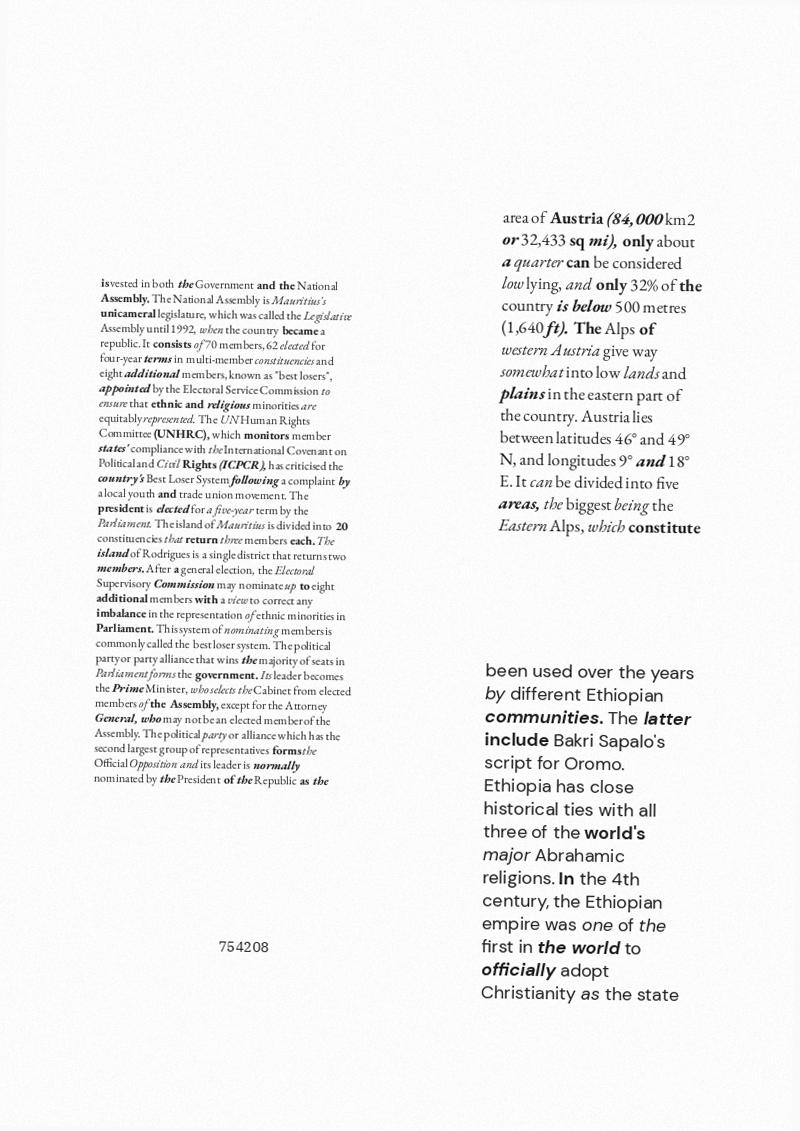 is vested in both the Government and the National
Assembly. The National Assembly is Mauritius's
unicameral legislature, which was called the Legislative
Assembly until 1992, when the country became a
republic. It consists of 70 members, 62 elected for
four-year terms in multi-member constituencies and
eight additional members, known as "best losers",
appointed by the Electoral Service Commission to
ensure that ethnic and religious minorities are
equitably represented. The UN Human Rights
Committee (UNHRC), which monitors member
states' compliance with the International Covenant on
Political and Civil Rights (ICPCR), has criticised the
country's Best Loser System following a complaint by
a local youth and trade union movement. The
president is elected for a five-year term by the
Parliament. The island of Mauritius is divided into 20
constituencies that return three members each. The
island of Rodrigues is a single district that returns two
members. After a general election, the Electoral
Supervisory Commission may nominate up to eight
additional members with a view to correct any
imbalance in the representation of ethnic minorities in
Parliament. This system of nominating members is
commonly called the best loser system. The political
party or party alliance that wins the majority of seats in
Parliament forms the government. Its leader becomes
the Prime Minister, who selects the Cabinet from elected
members of the Assembly, except for the Attorney
General, who may not be an elected member of the
Assembly. The political party or alliance which has the
second largest group of representatives forms the
Official Opposition and its leader is normally
nominated by the President of the Republic as the
754208
area of Austria (84,000 km2
or 32,433 sq mi), only about
a quarter can be considered
low lying, and only 32% of the
country is below 500 metres
(1,640 ft). The Alps of
western Austria give way
somewhat into low lands and
plains in the eastern part of
the country. Austria lies
between latitudes 46° and 49°
N, and longitudes 9° and 18°
E. It can be divided into five
areas, the biggest being the
Eastern Alps, which constitute
been used over the years
by different Ethiopian
communities. The latter
include Bakri Sapalo's
script for Oromo.
Ethiopia has close
historical ties with all
three of the world's
major Abrahamic
religions. In the 4th
century, the Ethiopian
empire was one of the
first in the world to
officially adopt
Christianity as the state